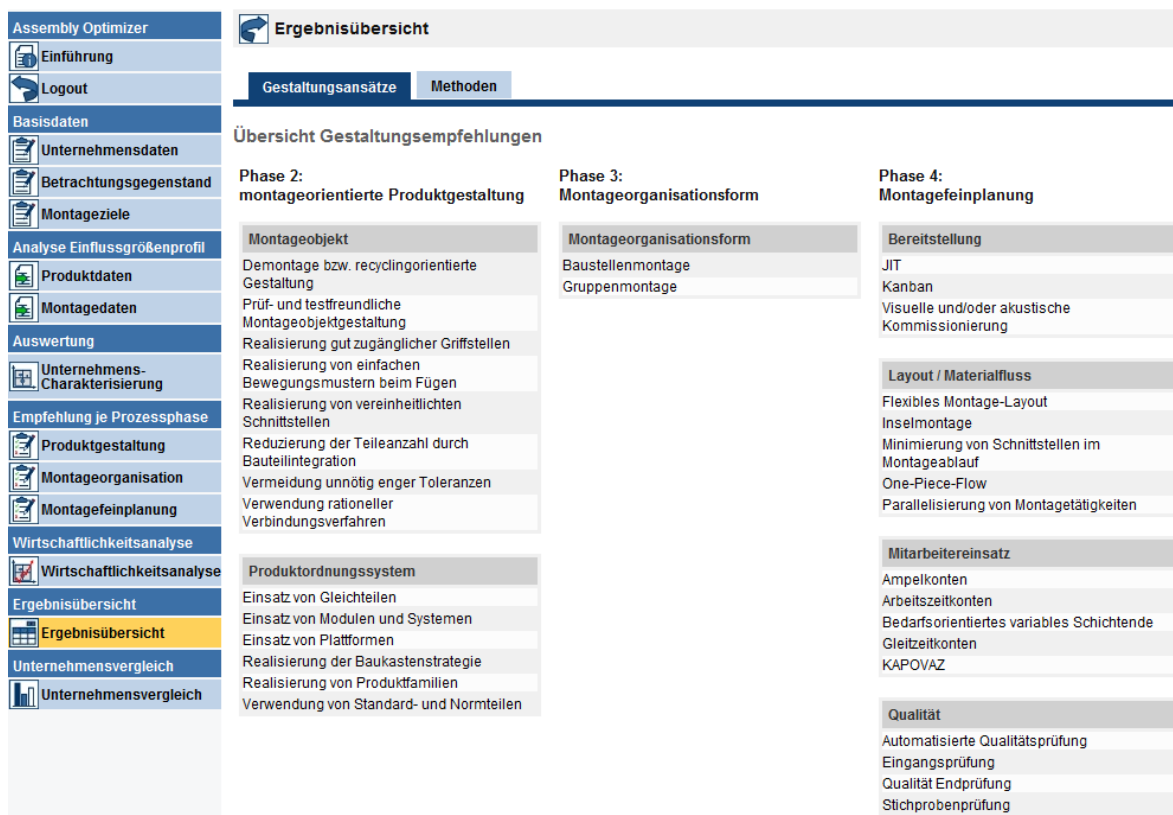 Assembly Optimizer
Einführung
Logout
Basisdaten
Unternehmensdaten
Betrachtungsgegenstand
Montageziele
Analyse Einflussgrößenprofil
Produktdaten
Montagedaten
Auswertung
Unternehmens-
Charakterisierung
Empfehlung je Prozessphase
Produktgestaltung
Montageorganisation
Montagefeinplanung
Wirtschaftlichkeitsanalyse
Wirtschaftlichkeitsanalyse
Ergebnisübersicht
Ergebnisübersicht
Unternehmensvergleich
Unternehmensvergleich
Ergebnisübersicht
Gestaltungsansätze
Methoden
Übersicht Gestaltungsempfehlungen
Phase 2:
montageorientierte Produktgestaltung
Montageobjekt
Demontage bzw. recyclingorientierte
Gestaltung
Prüf- und testfreundliche
Montageobjektgestaltung
Realisierung gut zugänglicher Griffstellen
Realisierung von einfachen
Bewegungsmustern beim Fügen
Realisierung von vereinheitlichten
Schnittstellen
Reduzierung der Teileanzahl durch
Bauteilintegration
Vermeidung unnötig enger Toleranzen
Verwendung rationeller
Verbindungsverfahren
Produktordnungssystem
Einsatz von Gleichteilen
Einsatz von Modulen und Systemen
Einsatz von Plattformen
Realisierung der Baukastenstrategie
Realisierung von Produktfamilien
Verwendung von Standard- und Normteilen
Phase 3:
Montageorganisationsform
Montageorganisationsform
Baustellenmontage
Gruppenmontage
Phase 4:
Montagefeinplanung
Bereitstellung
JIT
Kanban
Visuelle und/oder akustische
Kommissionierung
Layout / Materialfluss
Flexibles Montage-Layout
Inselmontage
Minimierung von Schnittstellen im
Montageablauf
One-Piece-Flow
Parallelisierung von Montagetätigkeiten
Mitarbeitereinsatz
Ampelkonten
Arbeitszeitkonten
Bedarfsorientiertes variables Schichtende
Gleitzeitkonten
KAPOVAZ
Qualität
Automatisierte Qualitätsprüfung
Eingangsprüfung
Qualität Endprüfung
Stichprobenprüfung